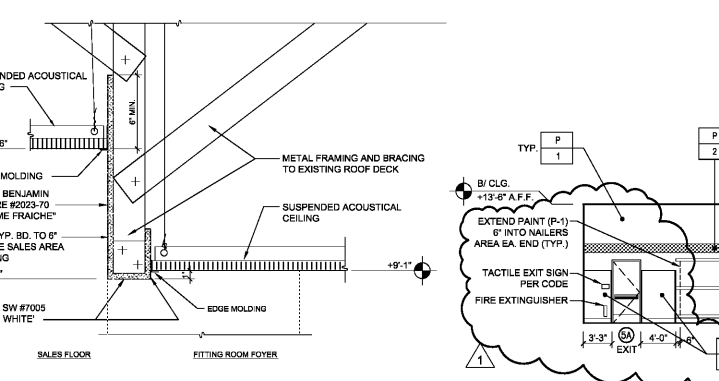 NDED ACOUSTICAL
G
6"
MOLDING
BENJAMIN
RE #2023-70
ME FRAICHE"
YP. BD. TO 6"
E SALES AREA
NG
"
SW #7005
WHITE'
6" MIN.
METAL FRAMING AND BRACING
TO EXISTING ROOF DECK
SUSPENDED ACOUSTICAL
CEILING
+9'-1"
EDGE MOLDING
SALES FLOOR
FITTING ROOM FOYER
TYP.
P
1
P
2
B/ CLG.
+13'-6" A.F.F.
EXTEND PAINT (P-1)
6" INTO NAILERS
AREA EA. END (TYP.)
TACTILE EXIT SIGN
PER CODE
FIRE EXTINGUISHER
3'-3"
5A
EXIT
4'-0"
6"
1